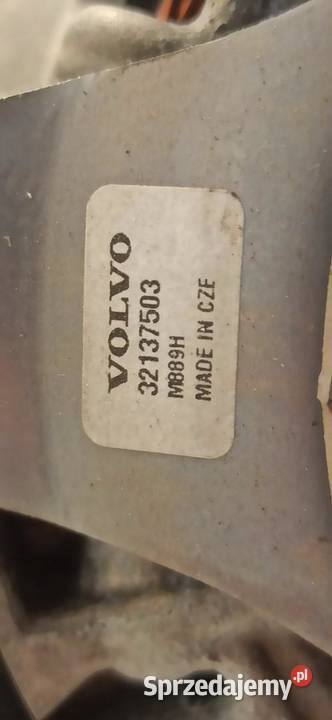 VOLVO
32137503
M889H
MADE IN CZE
Sprzedajemy.pl